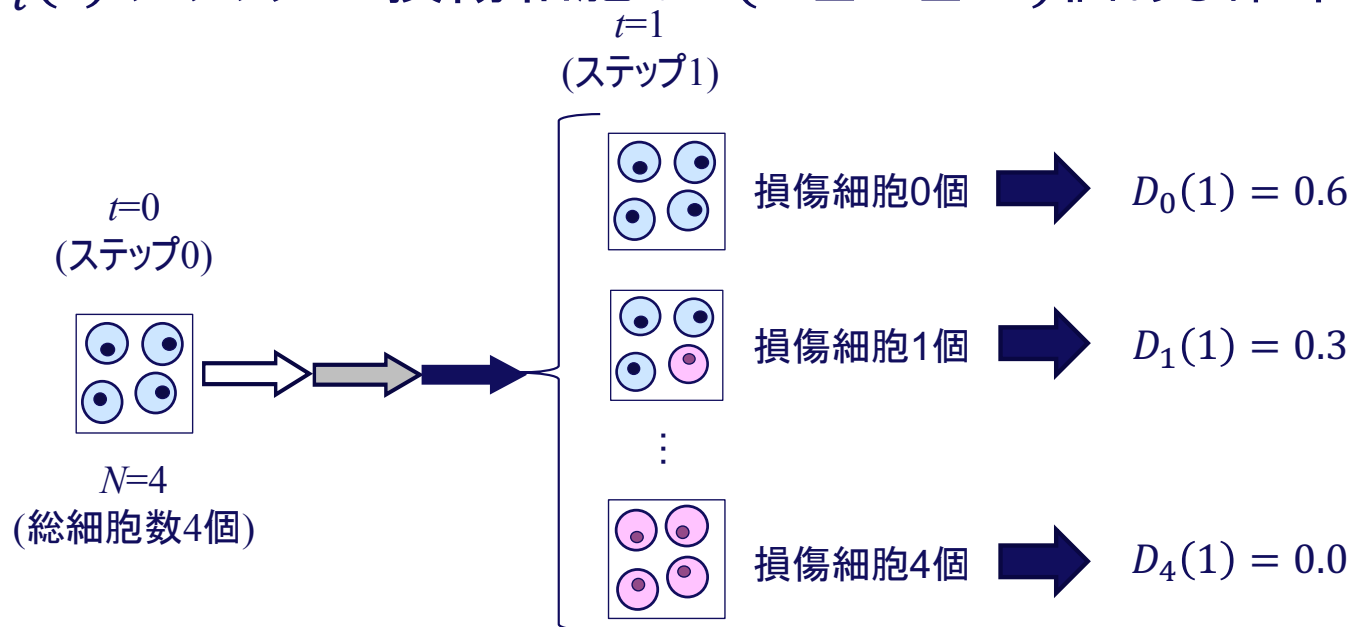 t=1
(ステップ1)
損傷細胞0個
D₀(1) = 0.6
t=0
(ステップ0)
損傷細胞1個
D₁(1) = 0.3
⋮
N=4
(総細胞数4個)
損傷細胞4個
D₄(1) = 0.0